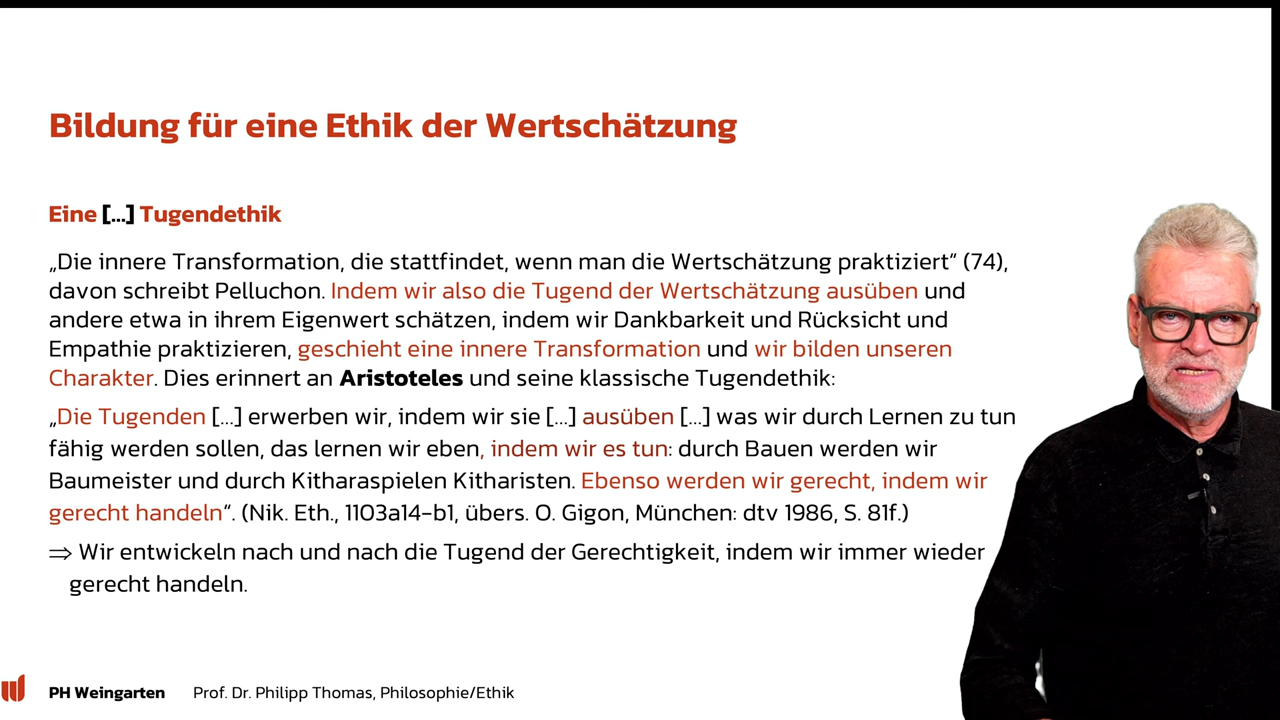 Bildung für eine Ethik der Wertschätzung
Eine [...] Tugendethik
„Die innere Transformation, die stattfindet, wenn man die Wertschätzung praktiziert“ (74),
davon schreibt Pelluchon. Indem wir also die Tugend der Wertschätzung ausüben und
andere etwa in ihrem Eigenwert schätzen, indem wir Dankbarkeit und Rücksicht und
Empathie praktizieren, geschieht eine innere Transformation und wir bilden unseren
Charakter. Dies erinnert an Aristoteles und seine klassische Tugendethik:
„Die Tugenden [...] erwerben wir, indem wir sie [...] ausüben [...] was wir durch Lernen zu tun
fähig werden sollen, das lernen wir eben, indem wir es tun: durch Bauen werden wir
Baumeister und durch Kitharaspielen Kitharisten. Ebenso werden wir gerecht, indem wir
gerecht handeln“. (Nik. Eth., 1103a14–b1, übers. O. Gigon, München: dtv 1986, S. 81f.)
⇒ Wir entwickeln nach und nach die Tugend der Gerechtigkeit, indem wir immer wieder
gerecht handeln.
PH Weingarten Prof. Dr. Philipp Thomas, Philosophie/Ethik